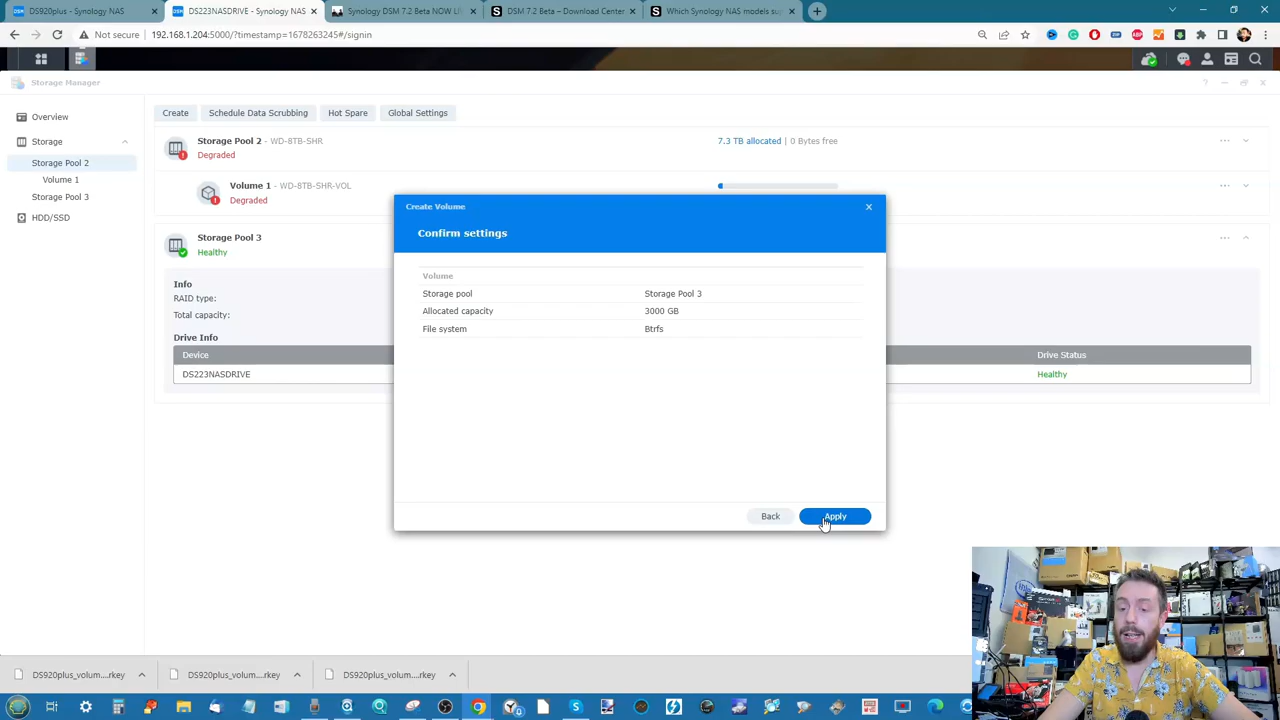 DS920plus - Synology NAS
DS223NASDRIVE - Synology NAS
Synology DSM 7.2 Beta NOW LI
DSM 7.2 Beta – Download Cente
Which Synology NAS models su
Not secure
192.168.1.204:5000/?timestamp=1678263245#/signin
Storage Manager
Overview
Storage
Storage Pool 2
Volume 1
Storage Pool 3
HDD/SSD
Create
Schedule Data Scrubbing
Hot Spare
Global Settings
Storage Pool 2 - WD-8TB-SHR
Degraded
7.3 TB allocated | 0 Bytes free
Volume 1 - WD-8TB-SHR-VOL
Degraded
Storage Pool 3
Healthy
Info
RAID type:
Total capacity:
Drive Info
Device
Drive Status
DS223NASDRIVE
Healthy
Create Volume
Confirm settings
Volume
Storage pool Storage Pool 3
Allocated capacity 3000 GB
File system Btrfs
Back
Apply
DS920plus_volum....rkey
DS920plus_volum....rkey
DS920plus_volum....rkey